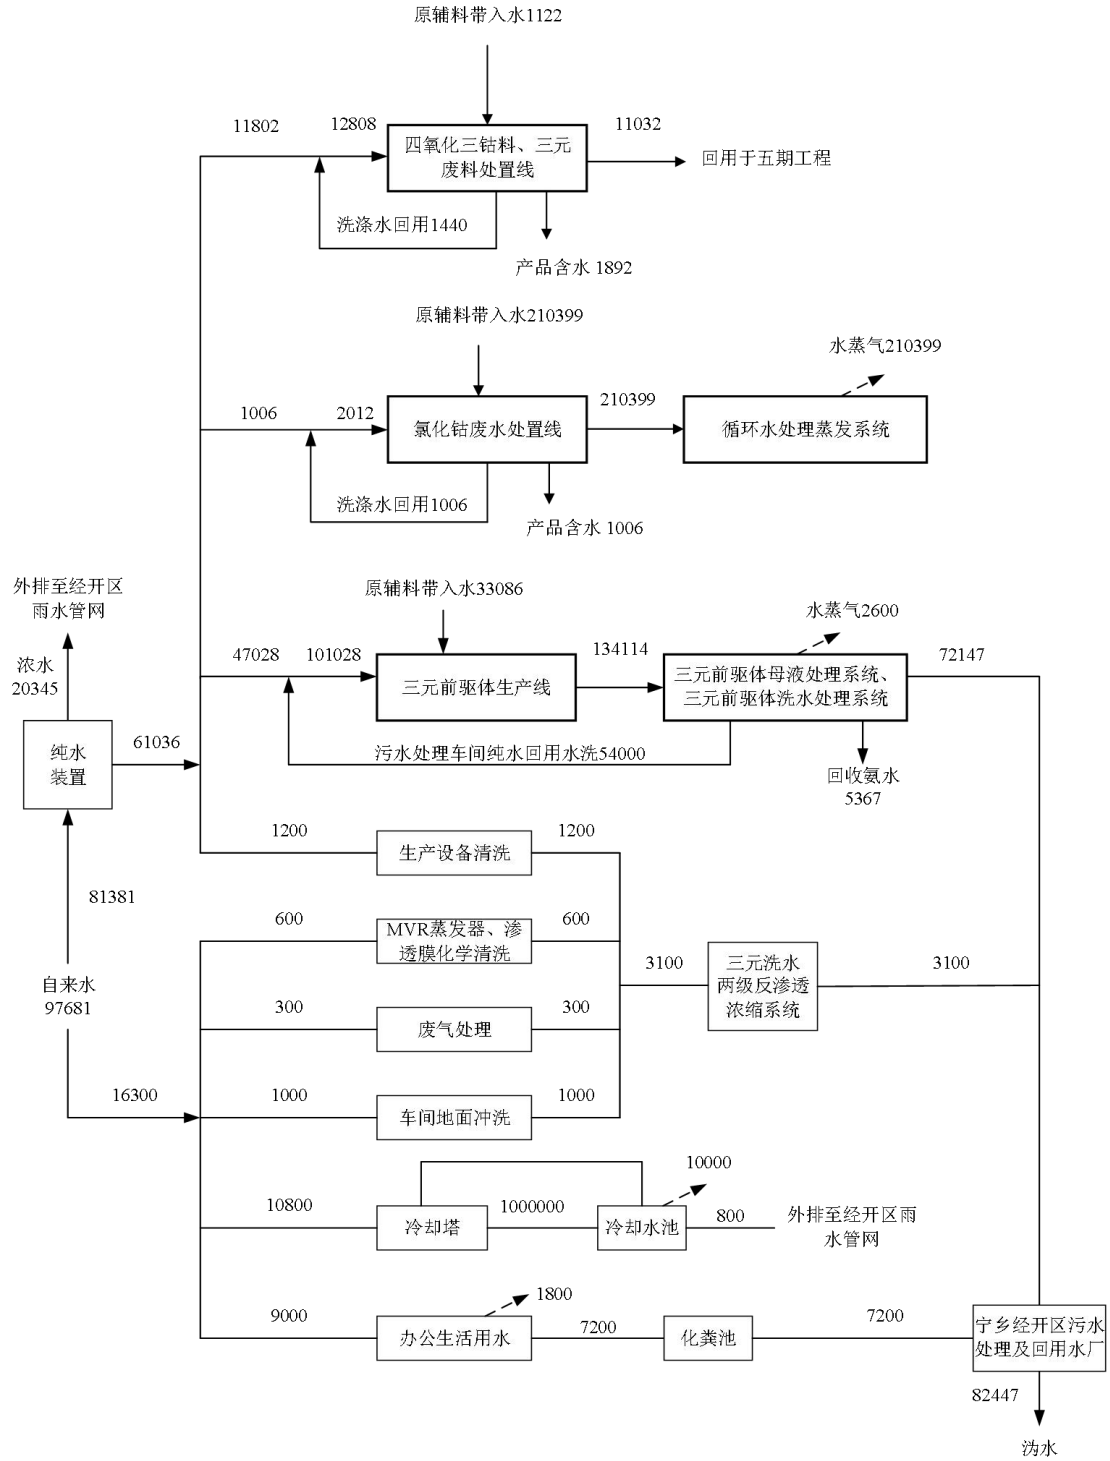 原辅料带入水1122
11802
12808
四氧化三钴料、三元
废料处置线
11032
回用于五期工程
洗涤水回用1440
产品含水 1892
原辅料带入水210399
水蒸气210399
1006
2012
氯化钴废水处置线
210399
循环水处理蒸发系统
洗涤水回用1006
产品含水 1006
外排至经开区
雨水管网
浓水
20345
原辅料带入水33086
水蒸气2600
47028
101028
三元前驱体生产线
134114
三元前驱体母液处理系统、
三元前驱体洗水处理系统
72147
纯水
装置
61036
污水处理车间纯水回用水洗54000
回收氨水
5367
1200
生产设备清洗
1200
81381
600
MVR蒸发器、渗
透膜化学清洗
600
自来水
97681
3100
三元洗水
两级反渗透
浓缩系统
3100
300
废气处理
300
16300
1000
车间地面冲洗
1000
10800
冷却塔
1000000
冷却水池
10000
800
外排至经开区雨
水管网
9000
办公生活用水
1800
7200
化粪池
7200
宁乡经开区污水
处理及回用水厂
82447
沩水